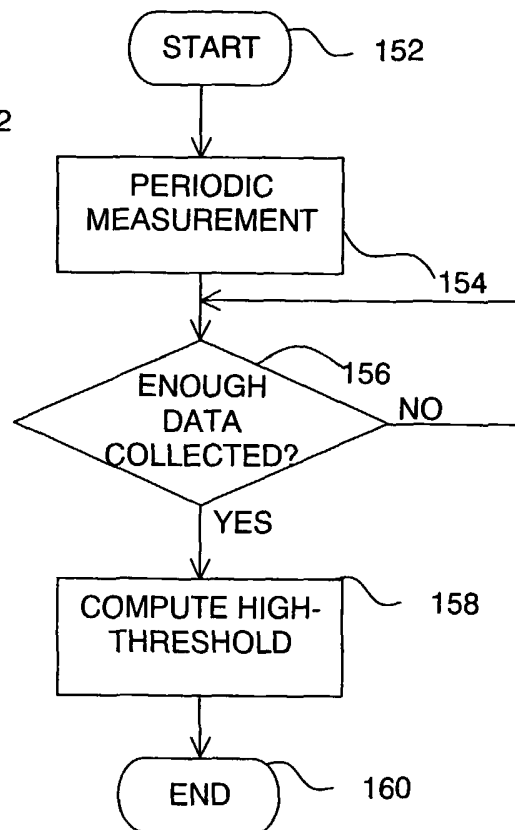 START
152
2
PERIODIC
MEASUREMENT
154
156
ENOUGH
DATA
COLLECTED?
NO
YES
COMPUTE HIGH-
THRESHOLD
158
END
160